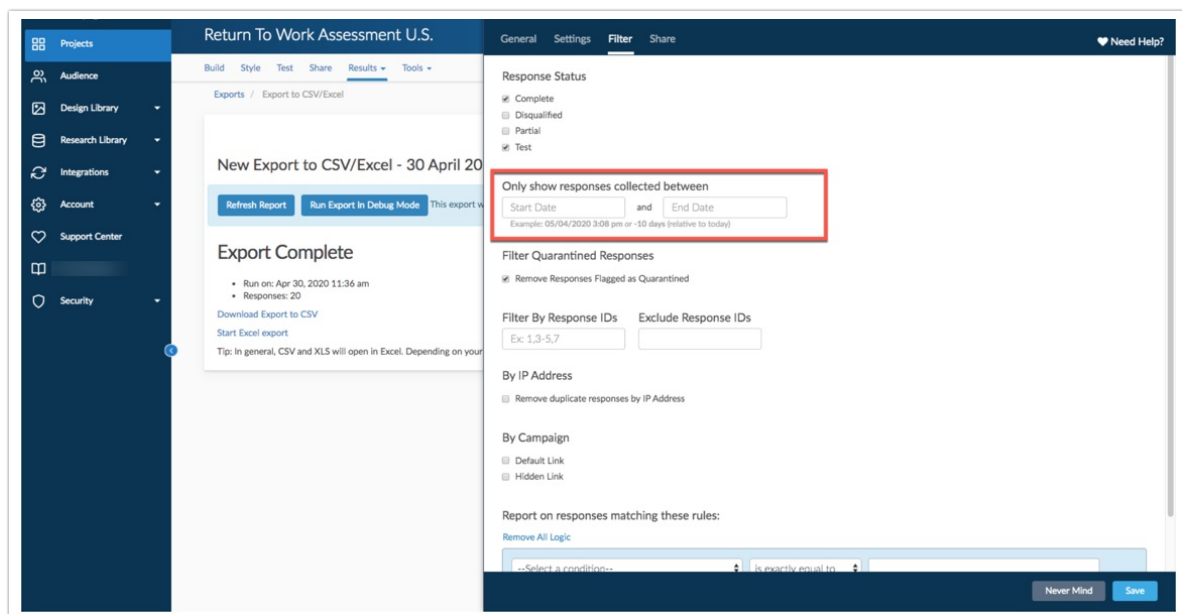 Projects
Audience
Design Library
Research Library
Integrations
Account
Support Center
Security
Return To Work Assessment U.S.
Build Style Test Share Results Tools
Exports / Export to CSV/Excel
New Export to CSV/Excel - 30 April 20
Refresh Report Run Export In Debug Mode This export w
Export Complete
Run on: Apr 30, 2020 11:36 am
Responses: 20
Download Export to CSV
Start Excel export
Tip: In general, CSV and XLS will open in Excel. Depending on your
General Settings Filter Share
Need Help?
Response Status
Complete
Disqualified
Partial
Test
Only show responses collected between
Start Date and End Date
Example: 05/04/2020 3:08 pm or -10 days (relative to today)
Filter Quarantined Responses
Remove Responses Flagged as Quarantined
Filter By Response IDs Exclude Response IDs
Ex: 1,3-5,7
By IP Address
Remove duplicate responses by IP Address
By Campaign
Default Link
Hidden Link
Report on responses matching these rules:
Remove All Logic
--Select a condition-- is exactly equal to
Never Mind Save